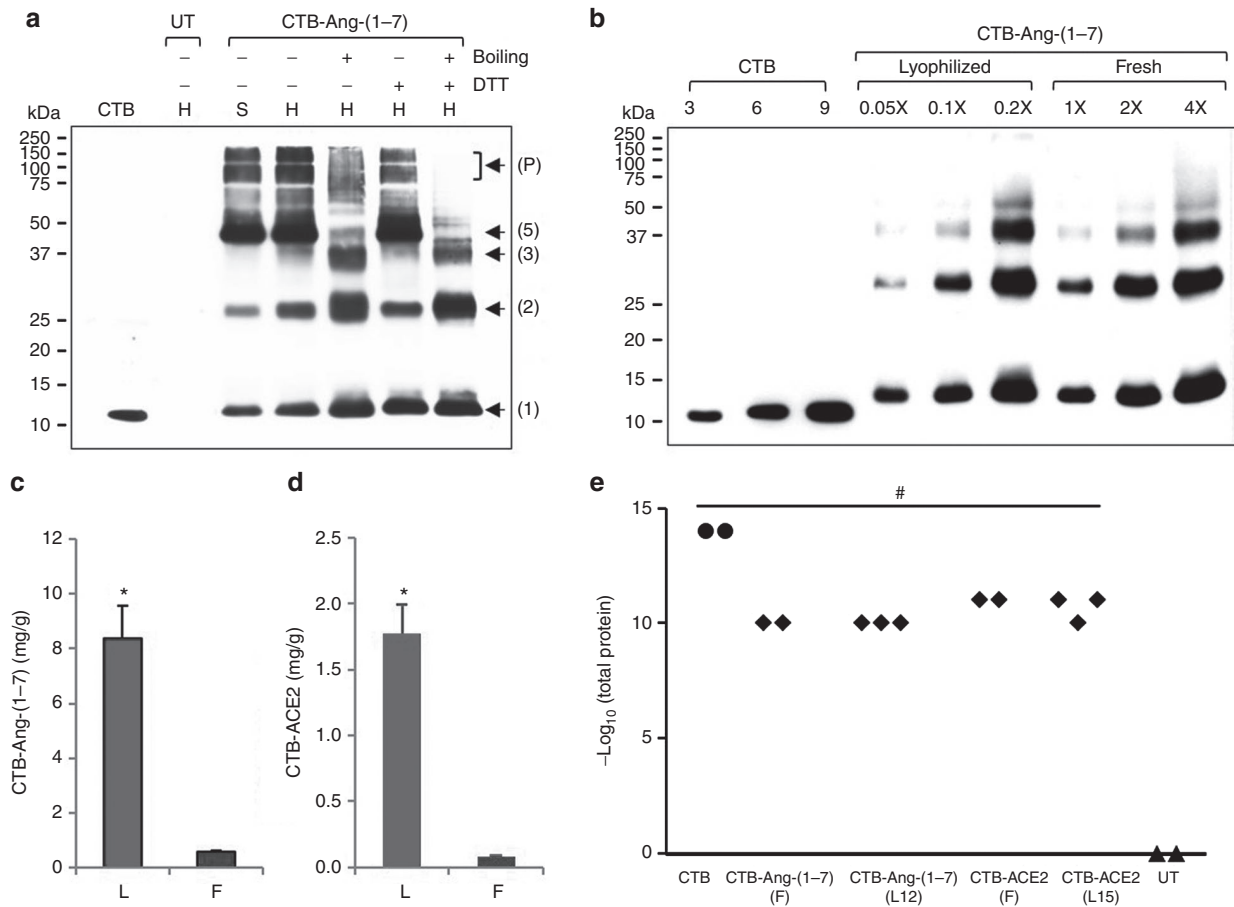 a
UT CTB-Ang-(1–7)
– – – + – + Boiling
– – – – + + DTT
kDa CTB H S H H H H
250
150
100
75
50
37
25
20
15
10
(P)
(5)
(3)
(2)
(1)
b
CTB-Ang-(1–7)
CTB Lyophilized Fresh
kDa 3 6 9 0.05X 0.1X 0.2X 1X 2X 4X
250
150
100
75
50
37
25
20
15
10
c
CTB-Ang-(1–7) (mg/g)
12
10
8
6
4
2
0
*
L F
d
CTB-ACE2 (mg/g)
2.5
2.0
1.5
1.0
0.5
0.0
*
L F
e
#
–Log10 (total protein)
15
10
5
0
CTB CTB-Ang-(1–7) CTB-Ang-(1–7) CTB-ACE2 CTB-ACE2 UT
(F) (L12) (F) (L15)